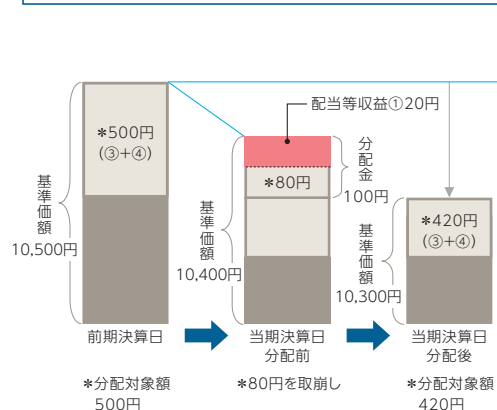 配当等収益①20円
*500円
(③+④)
基準価額
10,500円
*80円
分配金
100円
基準価額
10,400円
*420円
(③+④)
基準価額
10,300円
前期決算日
当期決算日
分配前
当期決算日
分配後
*分配対象額
500円
*80円を取崩し
*分配対象額
420円